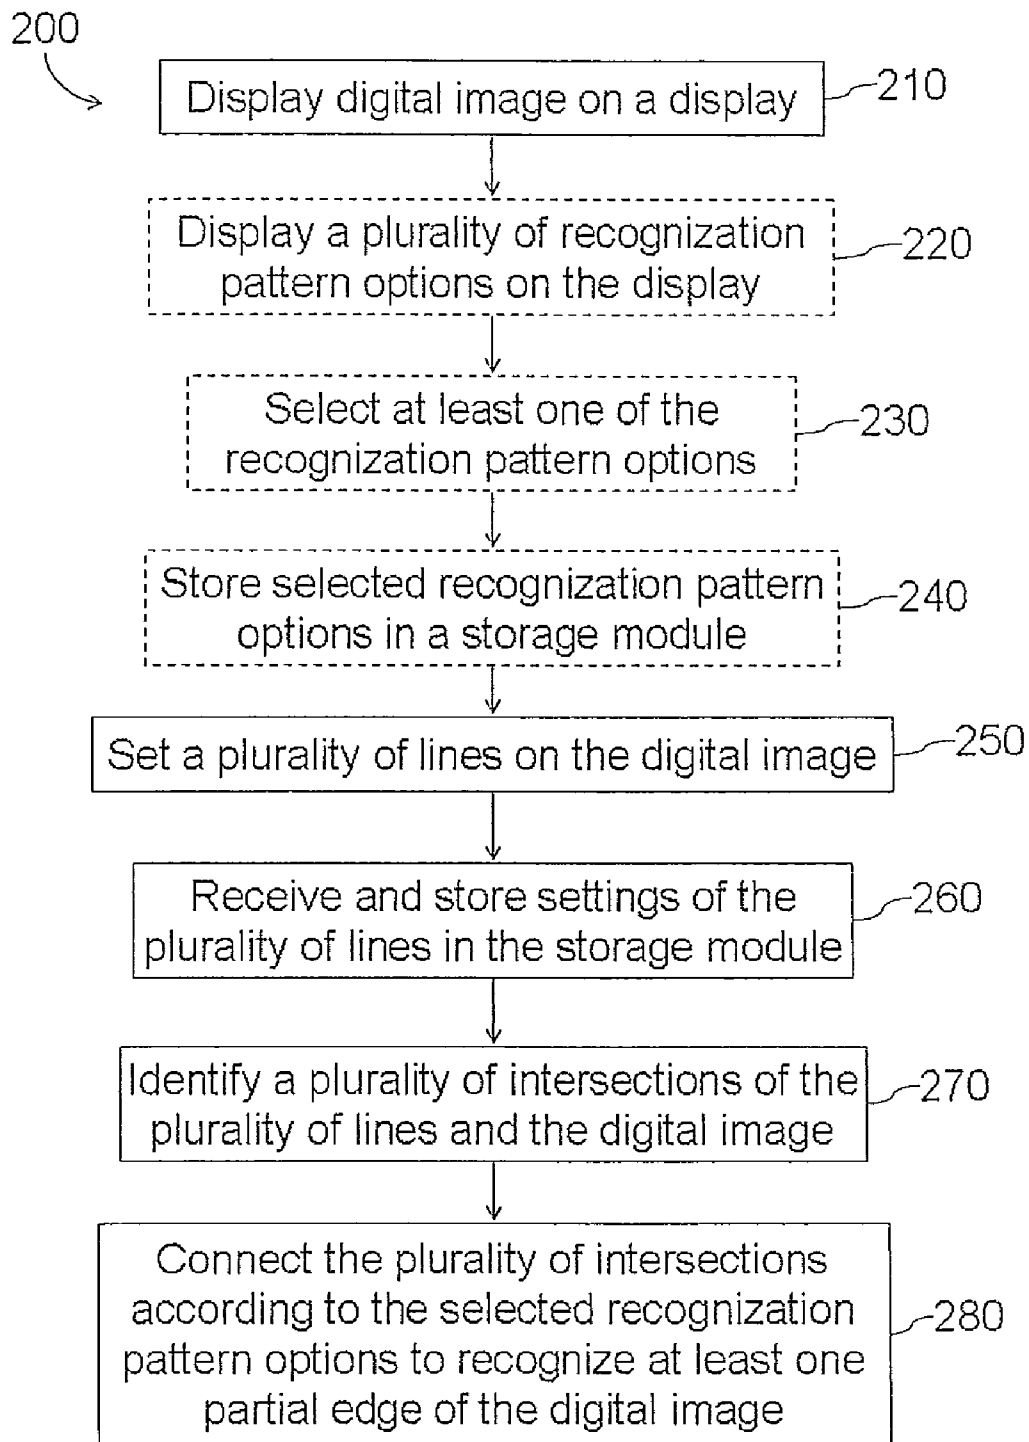 200
Display digital image on a display
210
Display a plurality of recognization
pattern options on the display
220
Select at least one of the
recognization pattern options
230
Store selected recognization pattern
options in a storage module
240
Set a plurality of lines on the digital image
250
Receive and store settings of the
plurality of lines in the storage module
260
Identify a plurality of intersections of the
plurality of lines and the digital image
270
Connect the plurality of intersections
according to the selected recognization
pattern options to recognize at least one
partial edge of the digital image
280